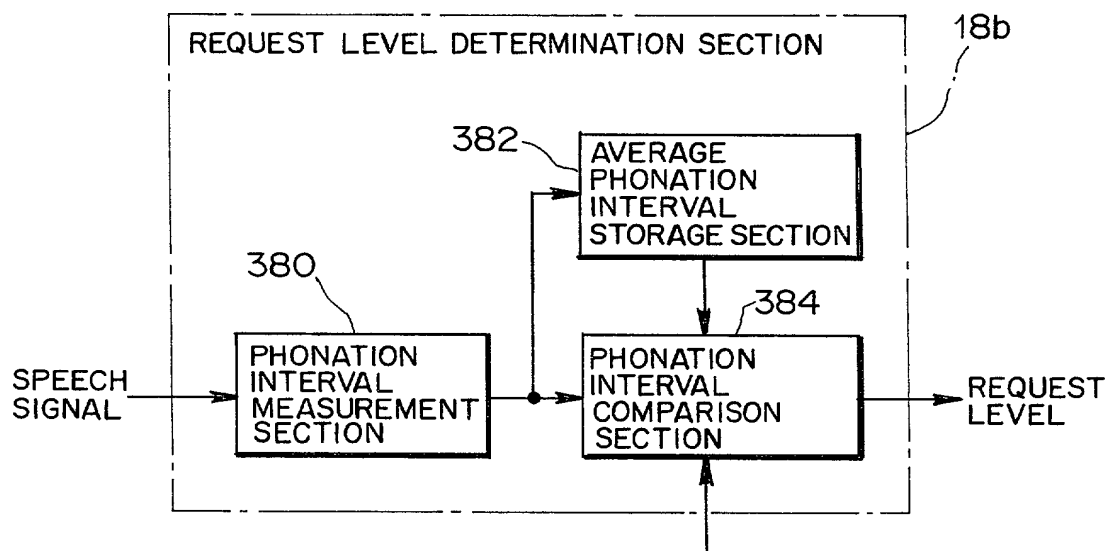 REQUEST LEVEL DETERMINATION SECTION
18b
382
AVERAGE
PHONATION
INTERVAL
STORAGE SECTION
380
384
SPEECH
SIGNAL
PHONATION
INTERVAL
MEASUREMENT
SECTION
PHONATION
INTERVAL
COMPARISON
SECTION
REQUEST
LEVEL